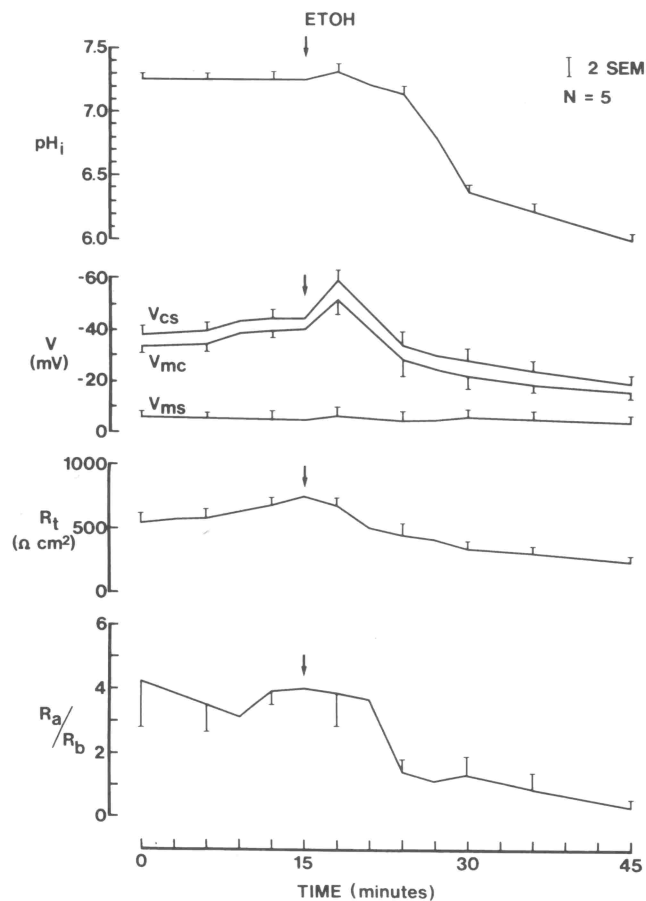 ETOH
7.5
7.0
6.5
6.0
pHi
2 SEM
N = 5
-60
-40
-20
0
V
(mV)
Vcs
Vmc
Vms
1000
500
0
Rt
(Ω cm²)
6
4
2
0
Ra/Rb
0 15 30 45
TIME (minutes)